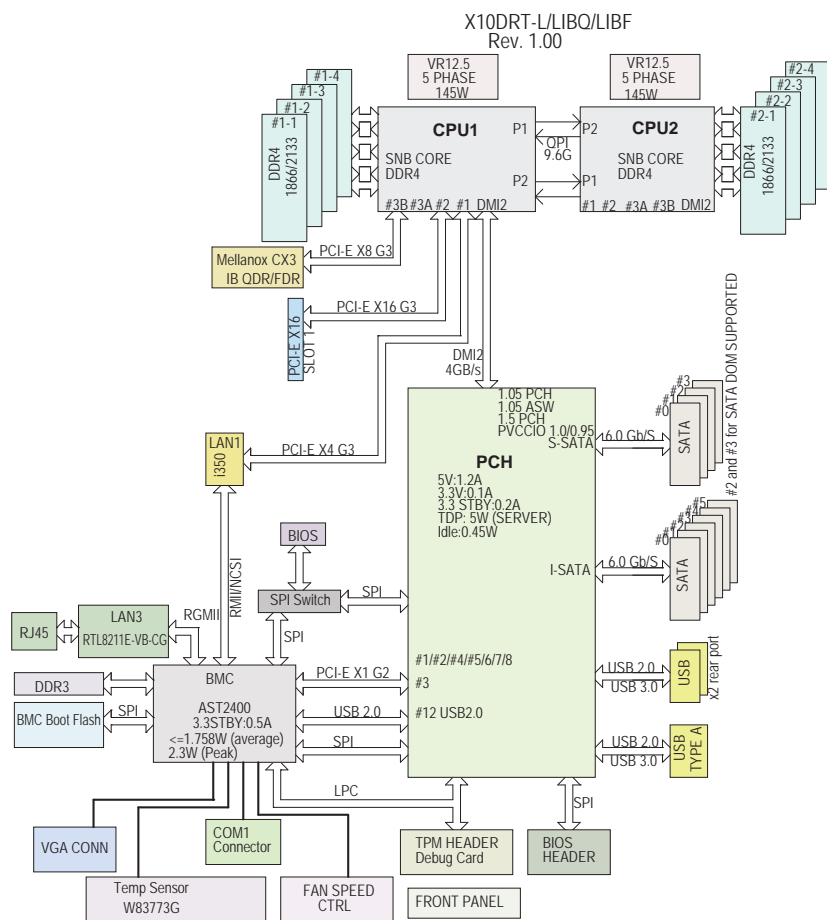 X10DRT-L/LIBQ/LIBF
Rev. 1.00
VR12.5
5 PHASE
145W
VR12.5
5 PHASE
145W
#1-4
#1-3
#1-2
#1-1
DDR4
1866/2133
CPU1
SNB CORE
DDR4
P1
P2
#3B #3A #2 #1 DMI2
QPI
9.6G
P2
P1
CPU2
SNB CORE
DDR4
#1 #2 #3A #3B DMI2
#2-4
#2-3
#2-2
#2-1
DDR4
1866/2133
Mellanox CX3
IB QDR/FDR
PCI-E X8 G3
PCI-E X16
SLOT 1
PCI-E X16 G3
DMI2
4GB/s
LAN1
i350
PCI-E X4 G3
1.05 PCH
1.05 ASW
1.5 PCH
PVCCIO 1.0/0.95
S-SATA
PCH
5V:1.2A
3.3V:0.1A
3.3 STBY:0.2A
TDP: 5W (SERVER)
Idle:0.45W
I-SATA
6.0 Gb/S
#3
#2
#1
#0
SATA
#2 and #3 for SATA DOM SUPPORTED
6.0 Gb/S
#5
#4
#3
#2
#1
#0
SATA
BIOS
SPI Switch
SPI
SPI
RMII/NCSI
RGMII
RJ45
LAN3
RTL8211E-VB-CG
DDR3
BMC Boot Flash
SPI
BMC
AST2400
3.3STBY:0.5A
<=1.758W (average)
2.3W (Peak)
PCI-E X1 G2
USB 2.0
SPI
LPC
#1/#2/#4/#5/6/7/8
#3
#12 USB2.0
USB 2.0
USB 3.0
USB
x2 rear port
USB 2.0
USB 3.0
USB
TYPE A
SPI
VGA CONN
COM1
Connector
TPM HEADER
Debug Card
BIOS
HEADER
Temp Sensor
W83773G
FAN SPEED
CTRL
FRONT PANEL